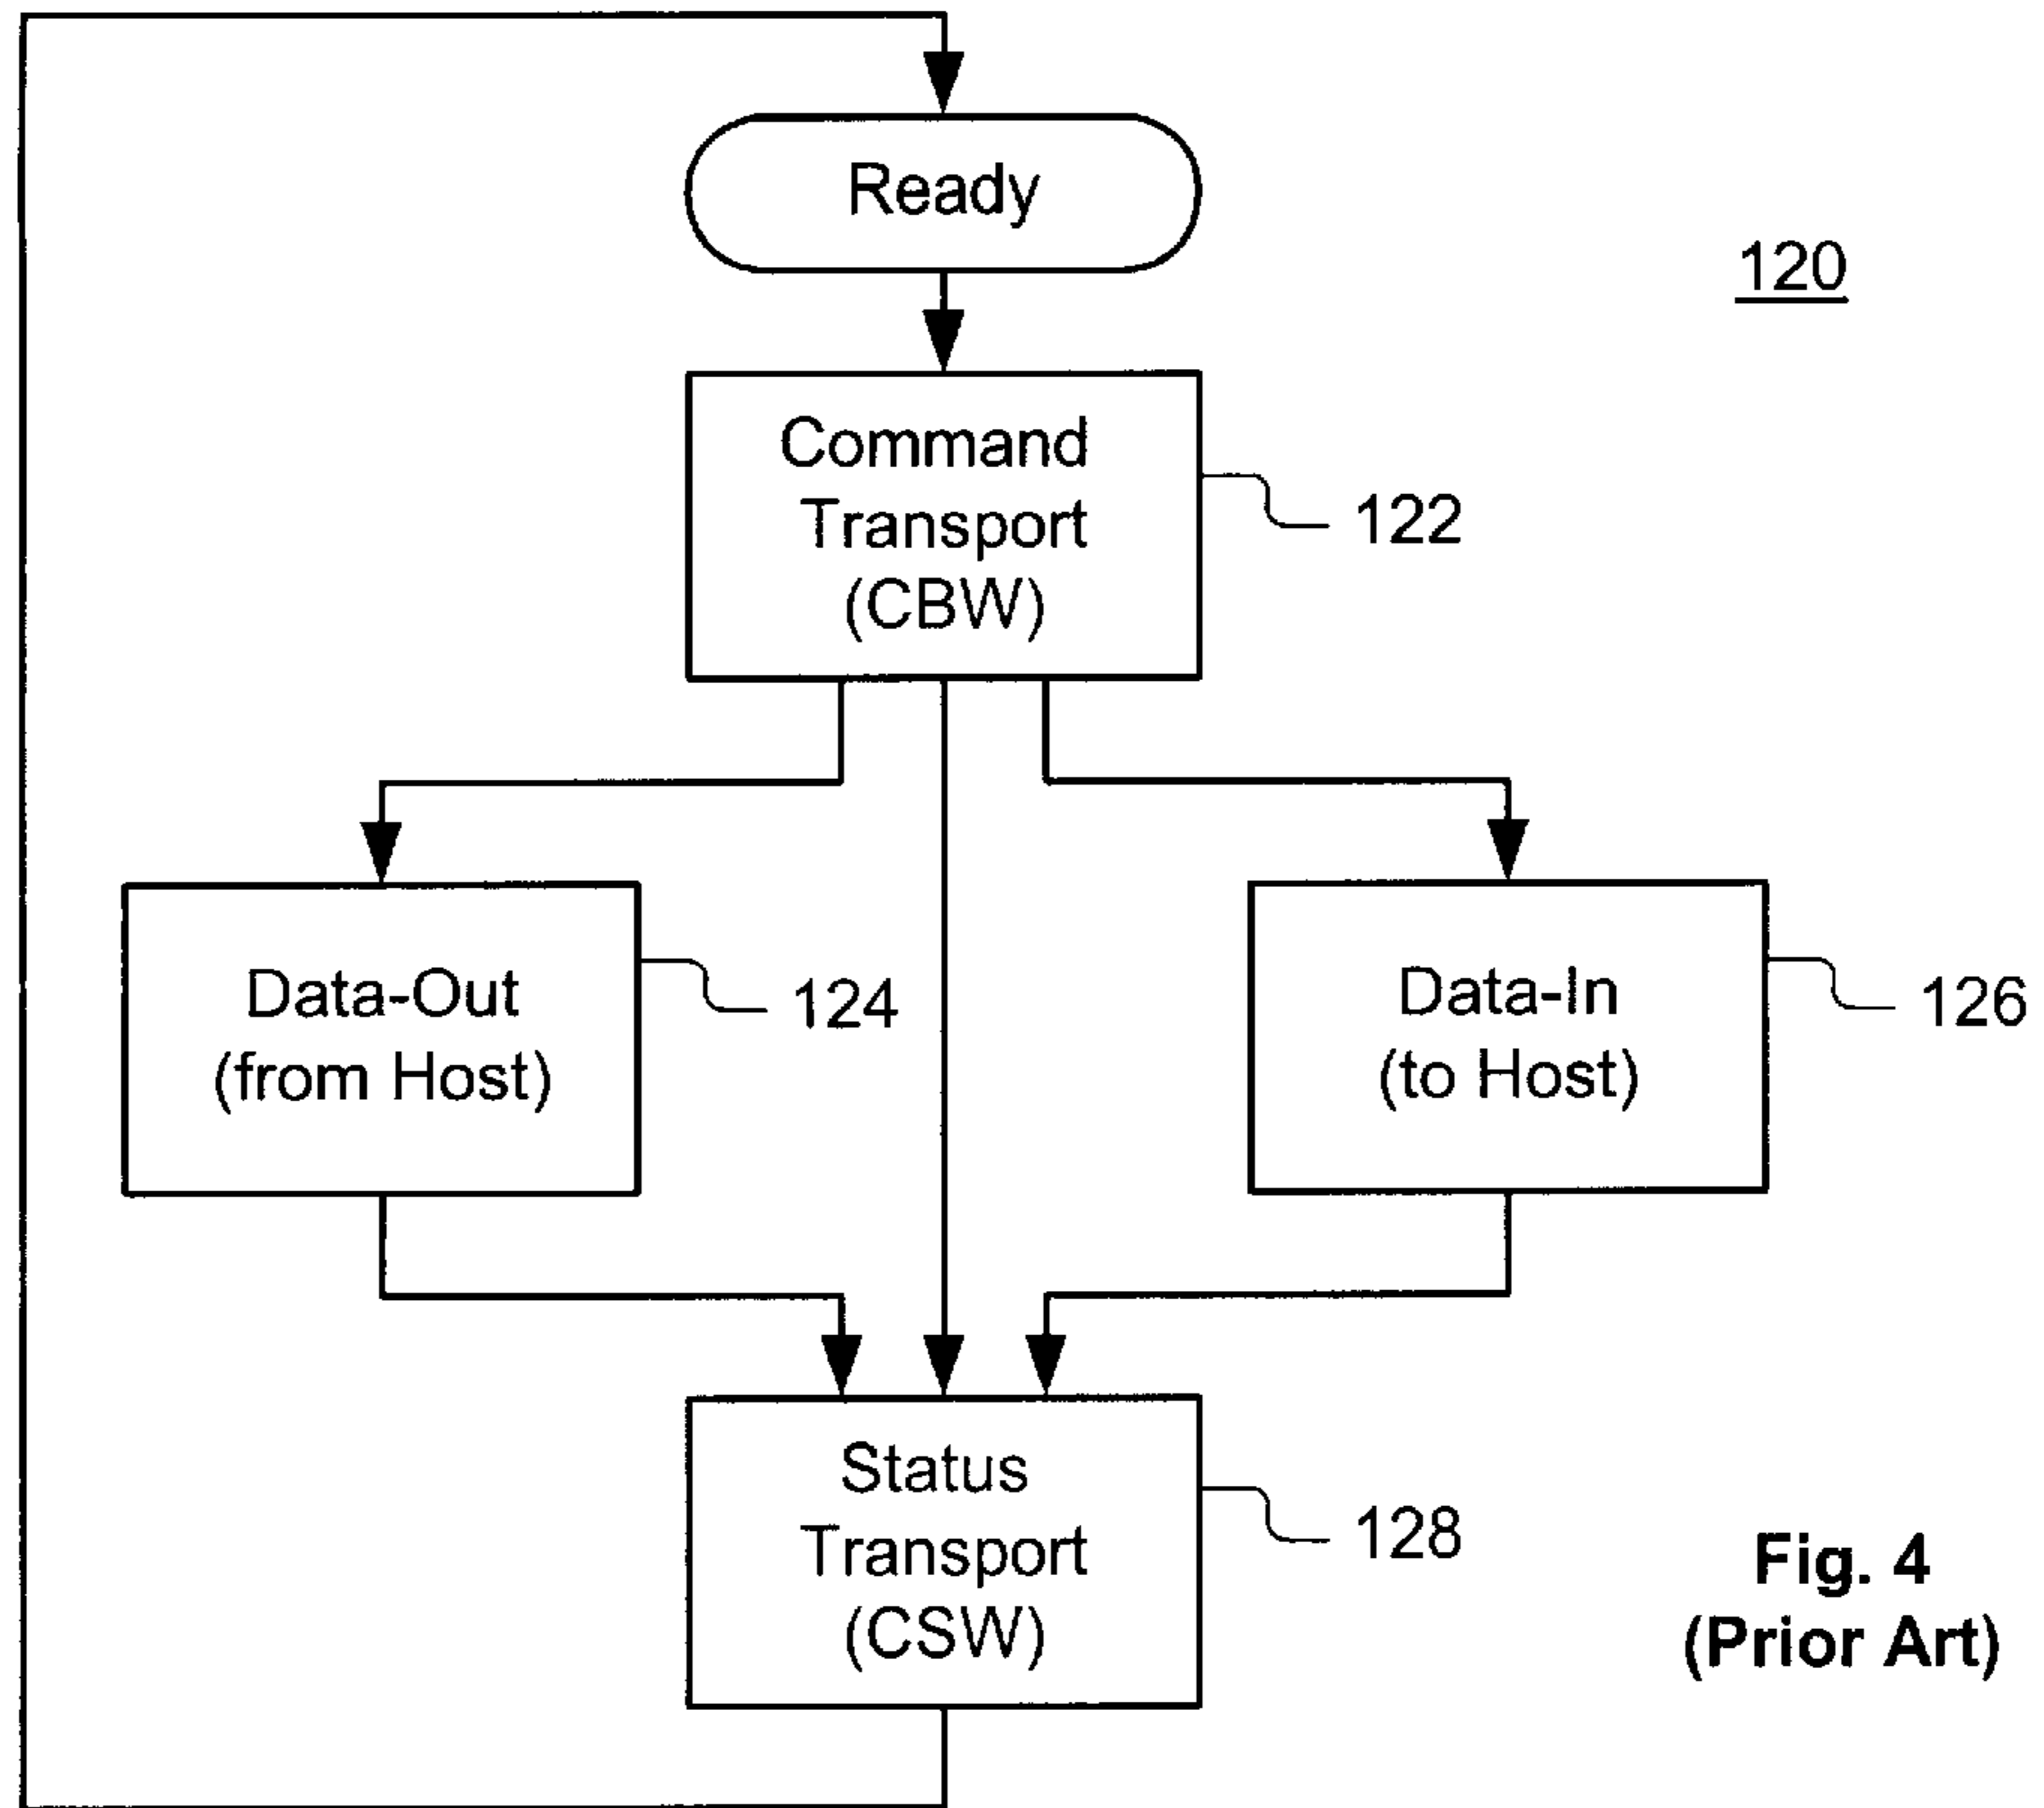 Ready
120
Command
Transport
(CBW)
122
Data-Out
(from Host)
124
Data-In
(to Host)
126
Status
Transport
(CSW)
128
Fig. 4
(Prior Art)